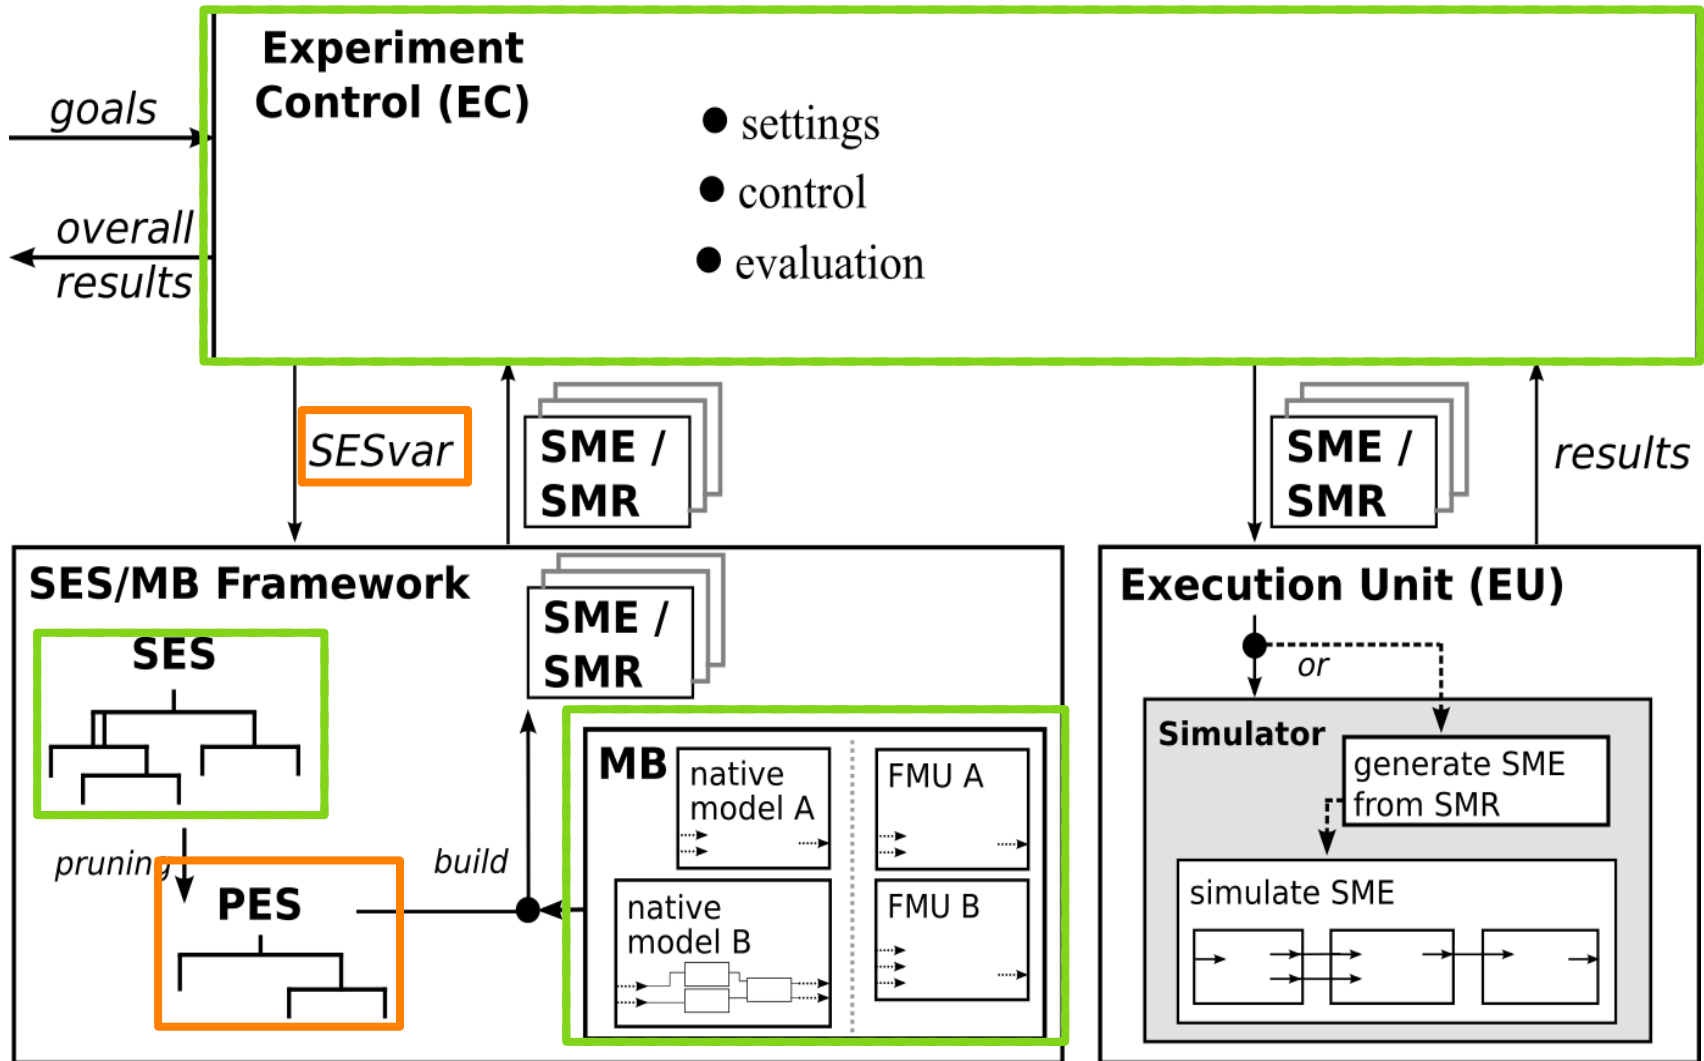 Experiment
Control (EC)
goals
overall
results
● settings
● control
● evaluation
SESvar
SME /
SMR
SME /
SMR
results
SES/MB Framework
SES
pruning
PES
build
SME /
SMR
MB
native
model A
FMU A
native
model B
FMU B
Execution Unit (EU)
or
Simulator
generate SME
from SMR
simulate SME